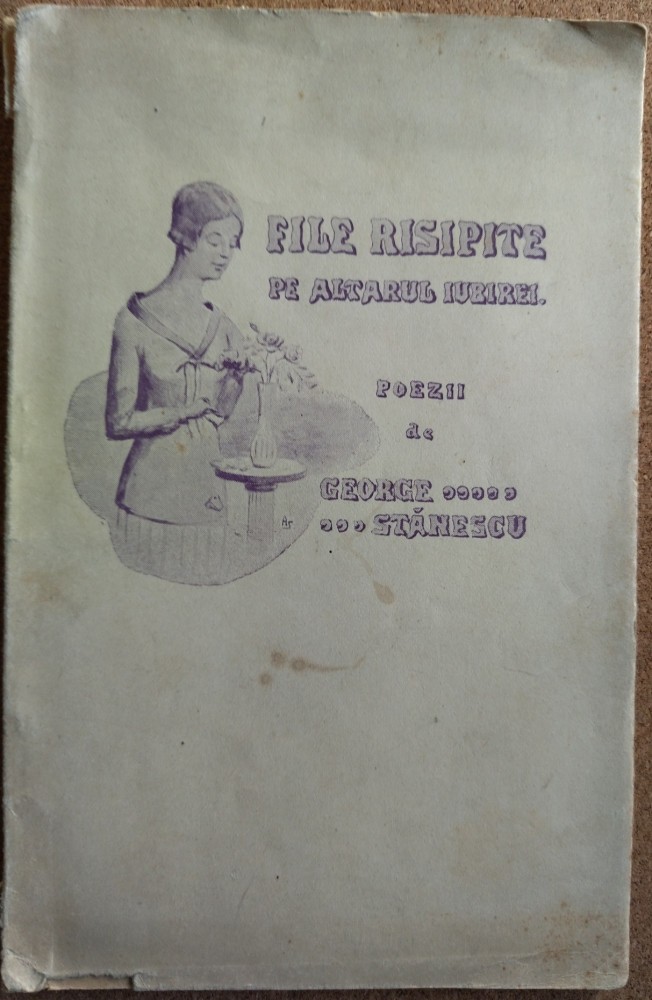 FILE RISIPITE
PE ALTARUL IUBIREI.
POEZII
de
GEORGE
STĂNESCU